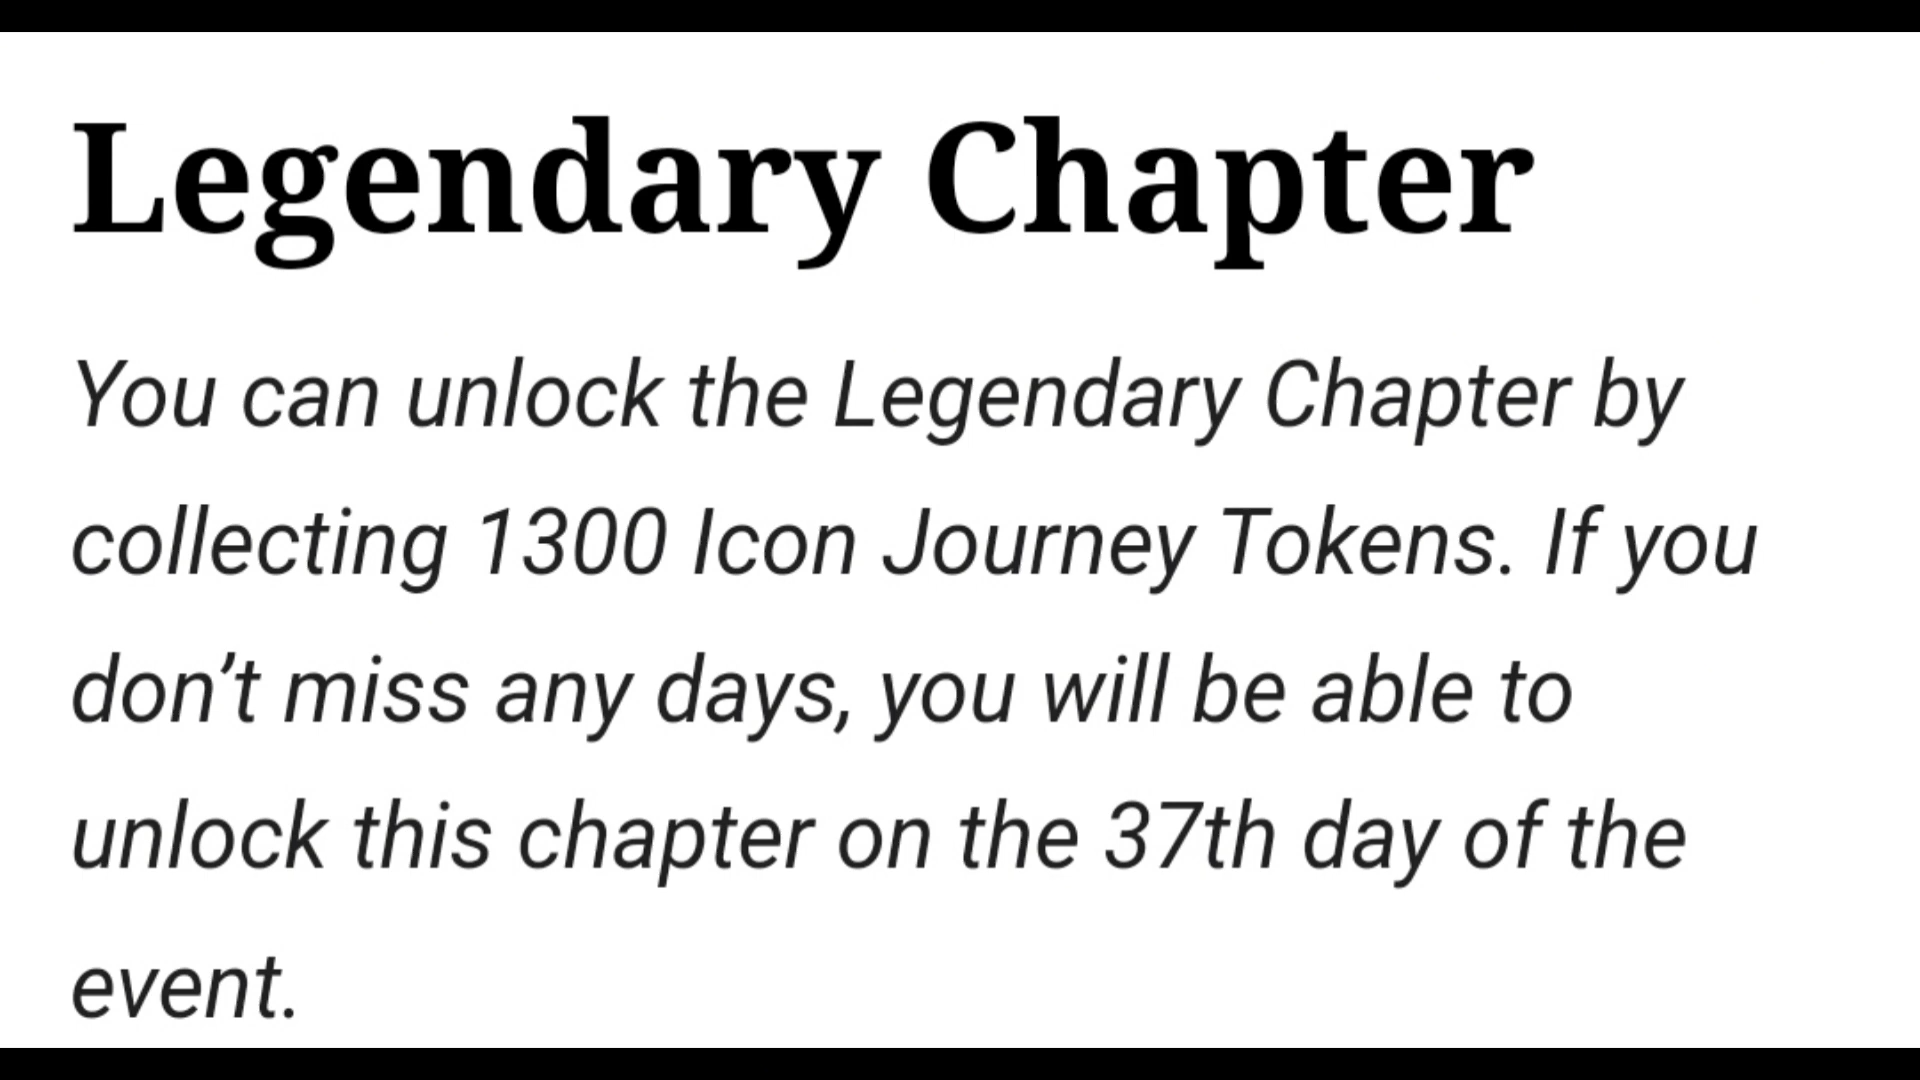 Legendary Chapter
You can unlock the Legendary Chapter by
collecting 1300 Icon Journey Tokens. If you
don’t miss any days, you will be able to
unlock this chapter on the 37th day of the
event.